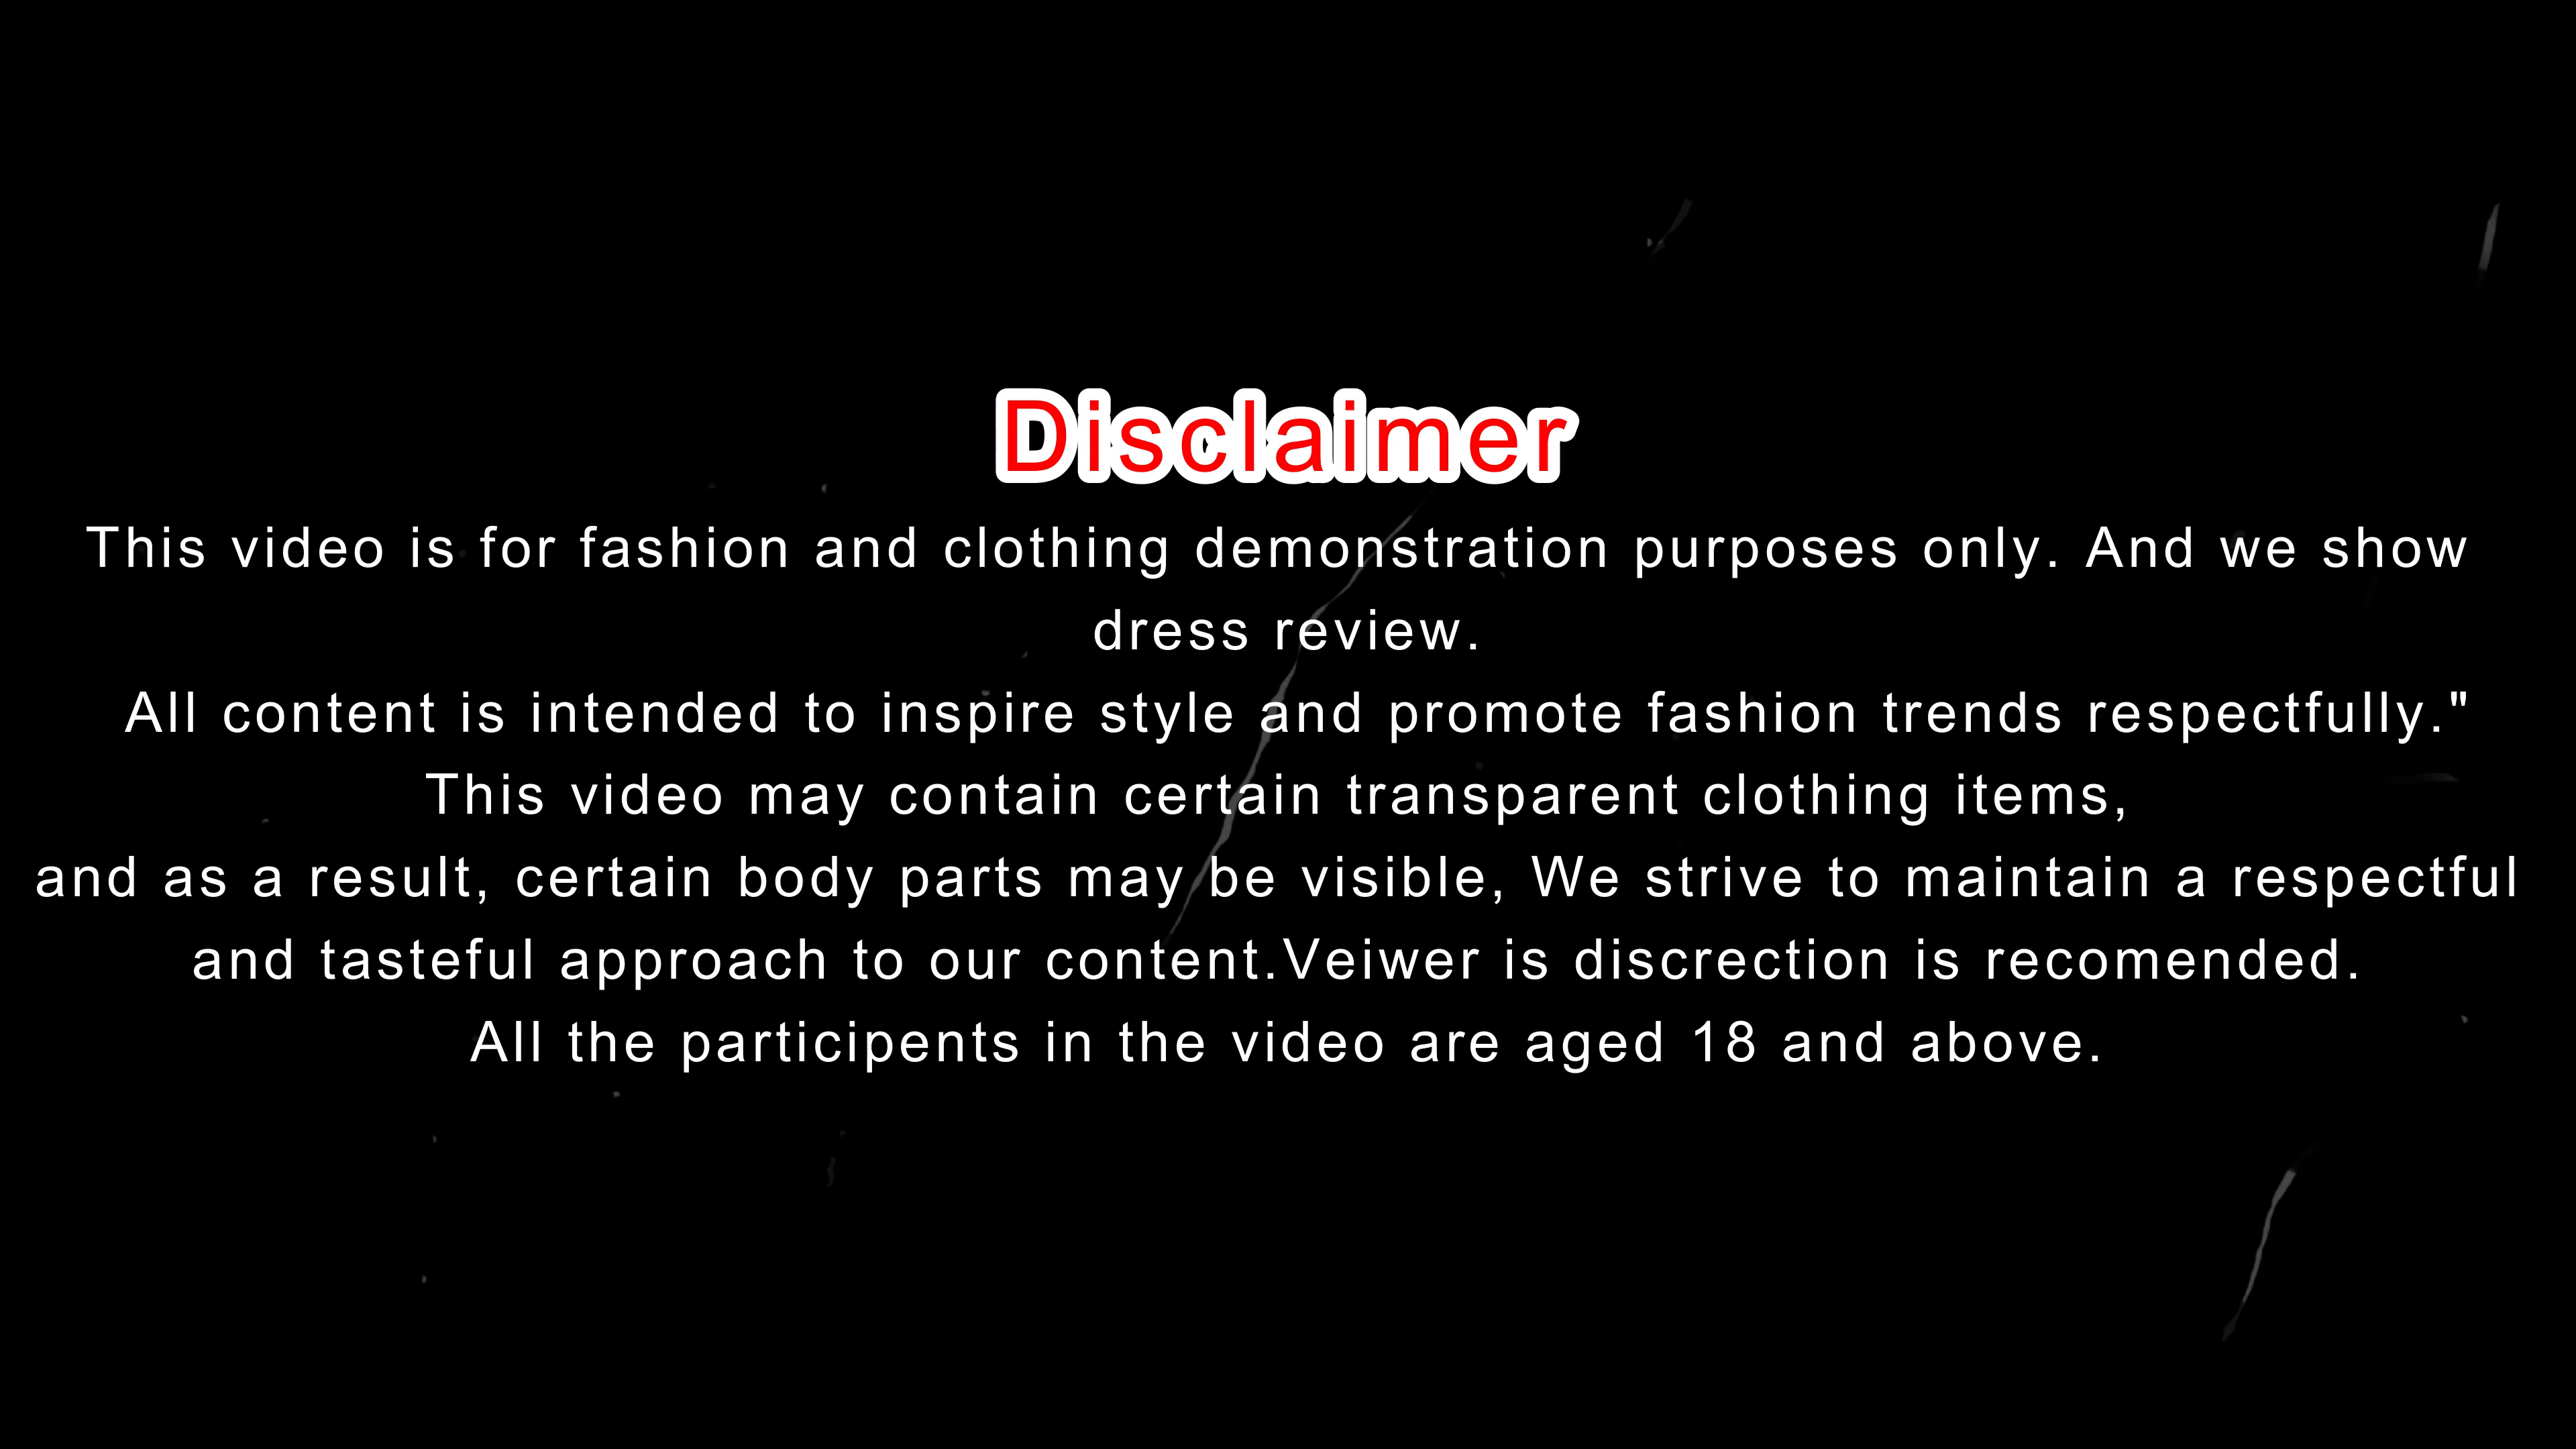 Disclaimer
This video is for fashion and clothing demonstration purposes only. And we show
dress review.
All content is intended to inspire style and promote fashion trends respectfully."
This video may contain certain transparent clothing items,
and as a result, certain body parts may be visible, We strive to maintain a respectful
and tasteful approach to our content.Veiwer is discrection is recomended.
All the participents in the video are aged 18 and above.